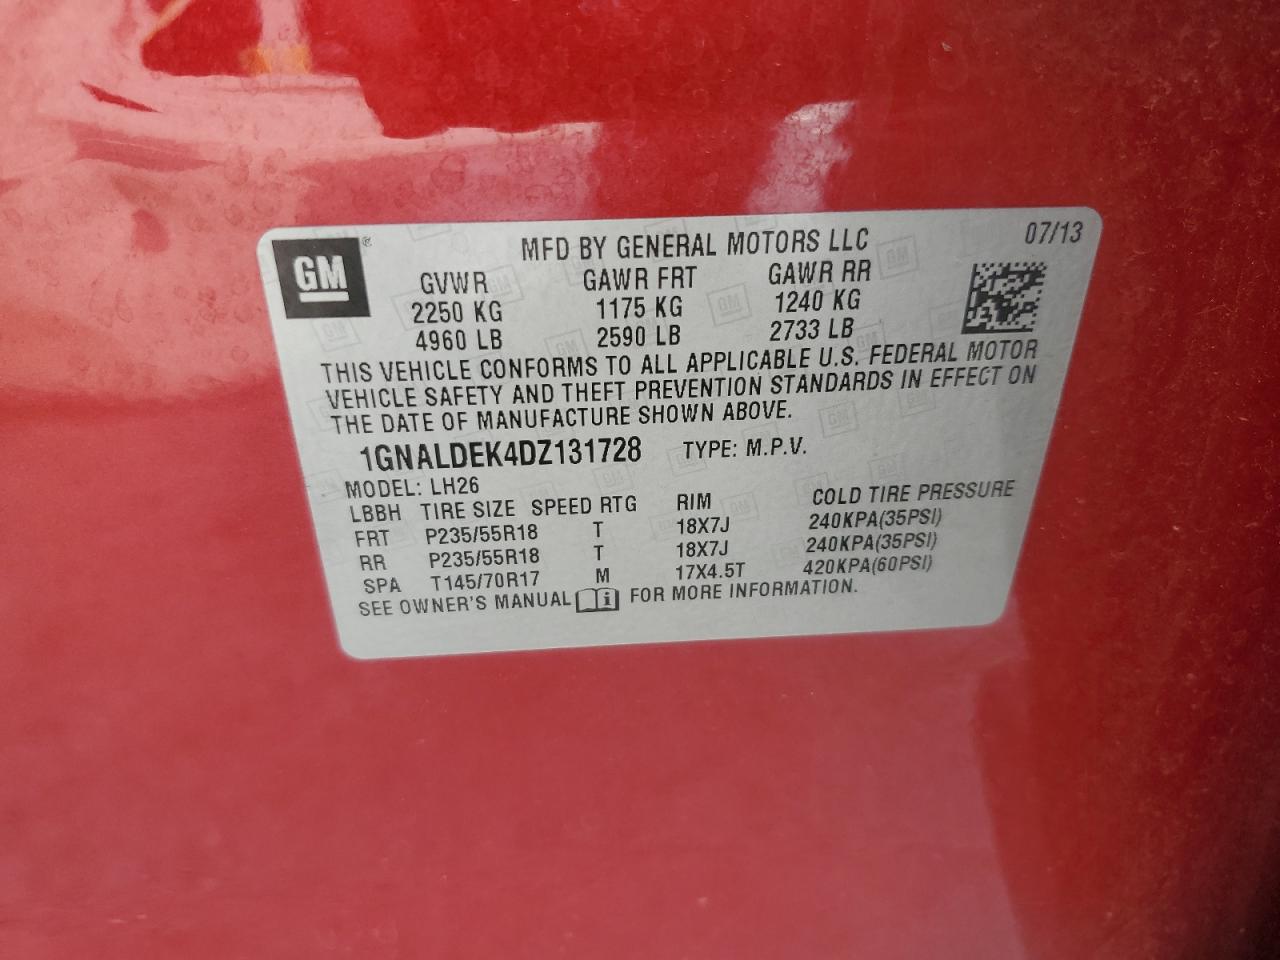 GM ®
MFD BY GENERAL MOTORS LLC 07/13
GVWR GAWR FRT GAWR RR
2250 KG 1175 KG 1240 KG
4960 LB 2590 LB 2733 LB
THIS VEHICLE CONFORMS TO ALL APPLICABLE U.S. FEDERAL MOTOR
VEHICLE SAFETY AND THEFT PREVENTION STANDARDS IN EFFECT ON
THE DATE OF MANUFACTURE SHOWN ABOVE.
1GNALDEK4DZ131728 TYPE: M.P.V.
MODEL: LH26
LBBH TIRE SIZE SPEED RTG RIM COLD TIRE PRESSURE
FRT P235/55R18 T 18X7J 240KPA(35PSI)
RR P235/55R18 T 18X7J 240KPA(35PSI)
SPA T145/70R17 M 17X4.5T 420KPA(60PSI)
SEE OWNER'S MANUAL i FOR MORE INFORMATION.